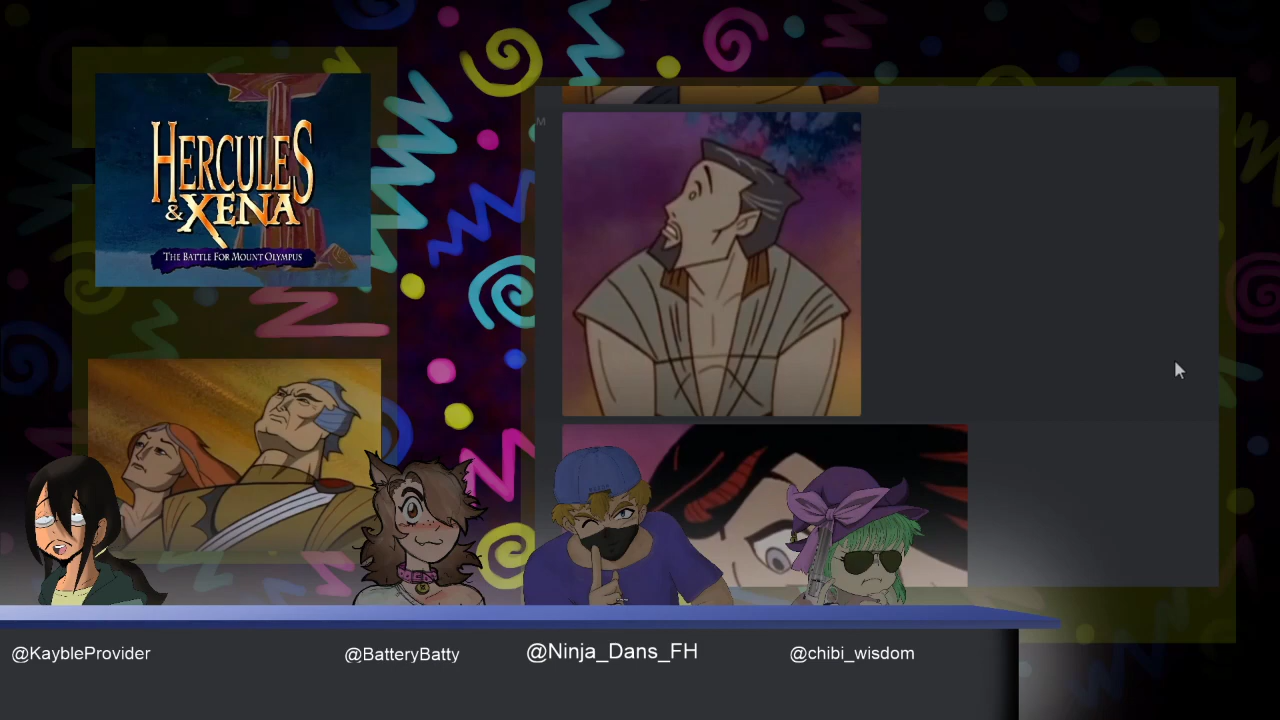 HERCULES
& XENA
THE BATTLE FOR MOUNT OLYMPUS
M
@KaybleProvider
@BatteryBatty
@Ninja_Dans_FH
@chibi_wisdom